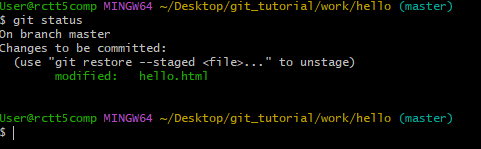 User@rctt5comp MINGW64 ~/Desktop/git_tutorial/work/hello (master)
$ git status
On branch master
Changes to be committed:
  (use "git restore --staged <file>..." to unstage)
        modified:   hello.html

User@rctt5comp MINGW64 ~/Desktop/git_tutorial/work/hello (master)
$